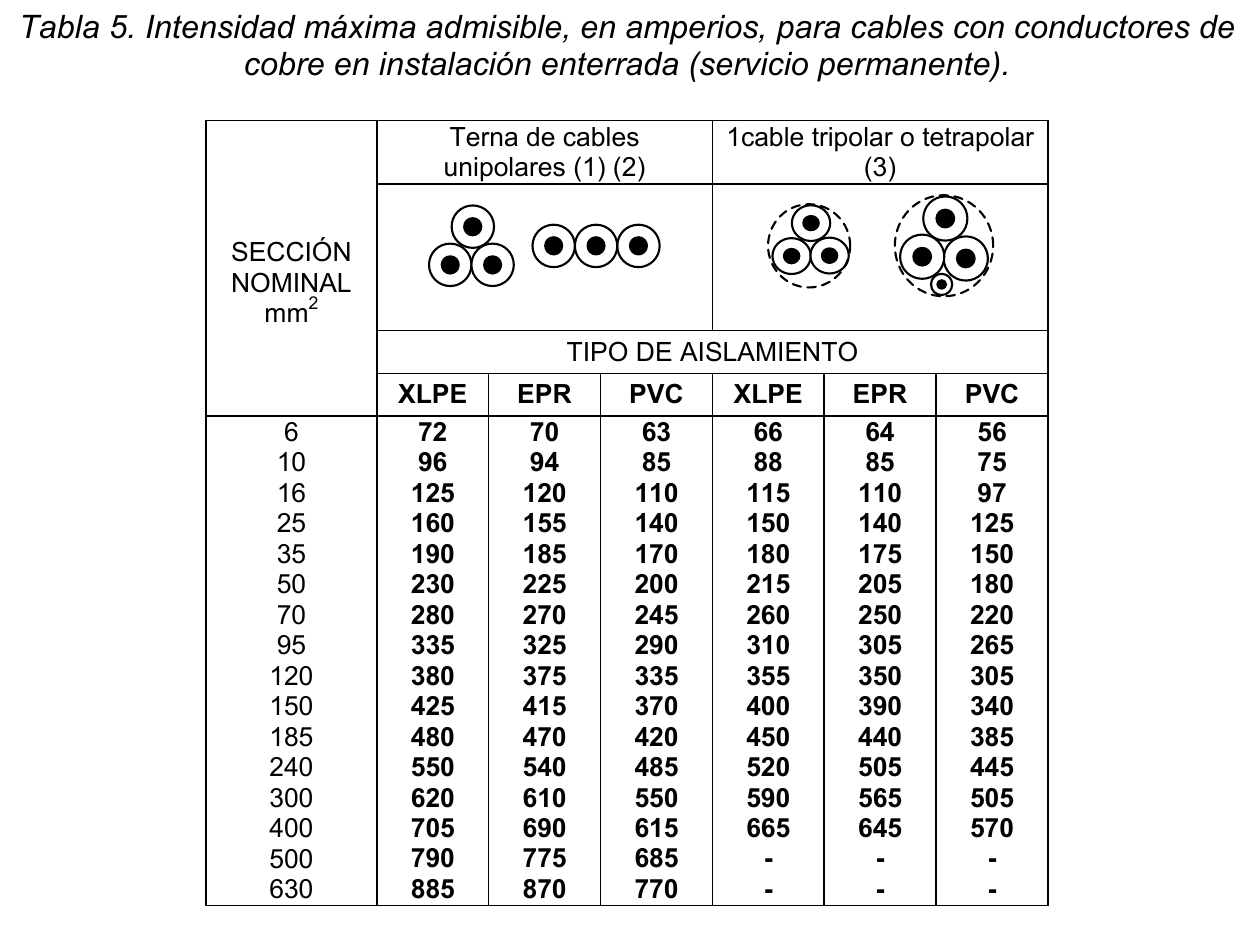 Tabla 5. Intensidad máxima admisible, en amperios, para cables con conductores de
cobre en instalación enterrada (servicio permanente).
SECCIÓN
NOMINAL
mm²
Terna de cables
unipolares (1) (2)
1cable tripolar o tetrapolar
(3)
TIPO DE AISLAMIENTO
XLPE EPR PVC XLPE EPR PVC
6 72 70 63 66 64 56
10 96 94 85 88 85 75
16 125 120 110 115 110 97
25 160 155 140 150 140 125
35 190 185 170 180 175 150
50 230 225 200 215 205 180
70 280 270 245 260 250 220
95 335 325 290 310 305 265
120 380 375 335 355 350 305
150 425 415 370 400 390 340
185 480 470 420 450 440 385
240 550 540 485 520 505 445
300 620 610 550 590 565 505
400 705 690 615 665 645 570
500 790 775 685 - - -
630 885 870 770 - - -